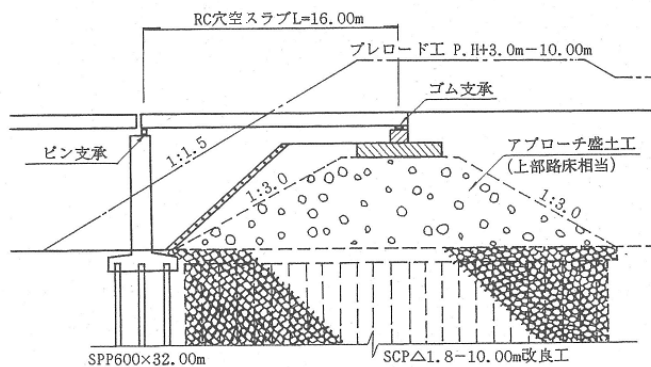 RC穴空スラブL=16.00m
プレロード工 P.H+3.0m-10.00m
ゴム支承
ピン支承
1:1.5
アプローチ盛土工
(上部路床相当)
1:3.0
1:3.0
SPP600×32.00m
SCP△1.8-10.00m改良工